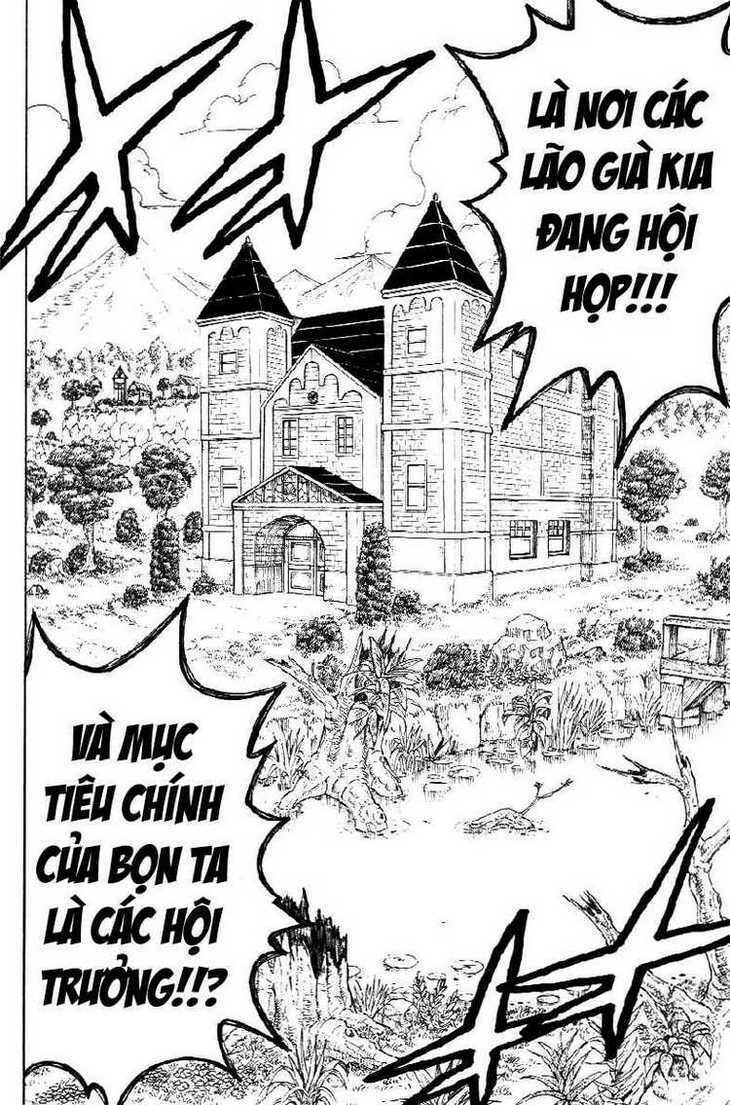 LÀ NƠI CÁC
LÃO GIÀ KIA
ĐANG HỘI
HỌP!!!
VÀ MỤC
TIÊU CHÍNH
CỦA BỌN TA
LÀ CÁC HỘI
TRƯỞNG!!?